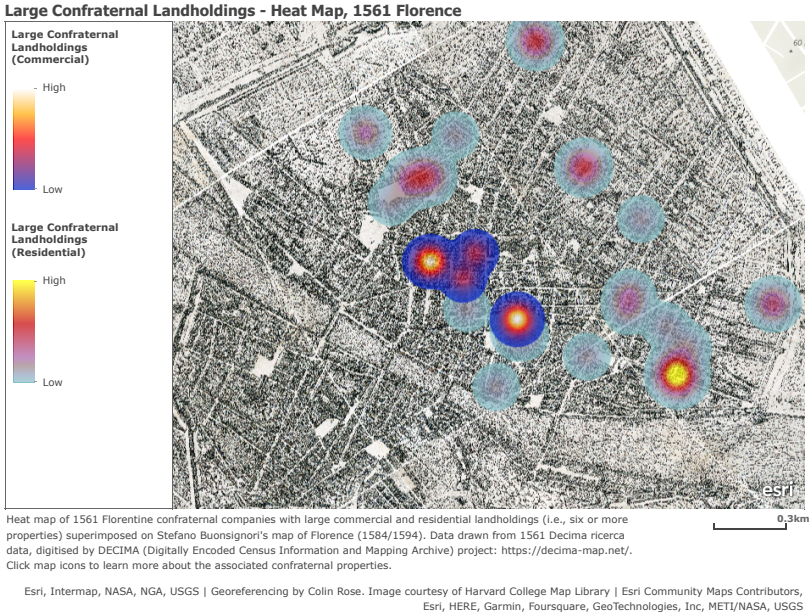 Large Confraternal Landholdings - Heat Map, 1561 Florence
Large Confraternal
Landholdings
(Commercial)
High
Low
Large Confraternal
Landholdings
(Residential)
High
Low
60
esri
0.3km
Heat map of 1561 Florentine confraternal companies with large commercial and residential landholdings (i.e., six or more
properties) superimposed on Stefano Buonsignori's map of Florence (1584/1594). Data drawn from 1561 Decima ricerca
data, digitised by DECIMA (Digitally Encoded Census Information and Mapping Archive) project: https://decima-map.net/.
Click map icons to learn more about the associated confraternal properties.
Esri, Intermap, NASA, NGA, USGS | Georeferencing by Colin Rose. Image courtesy of Harvard College Map Library | Esri Community Maps Contributors,
Esri, HERE, Garmin, Foursquare, GeoTechnologies, Inc, METI/NASA, USGS